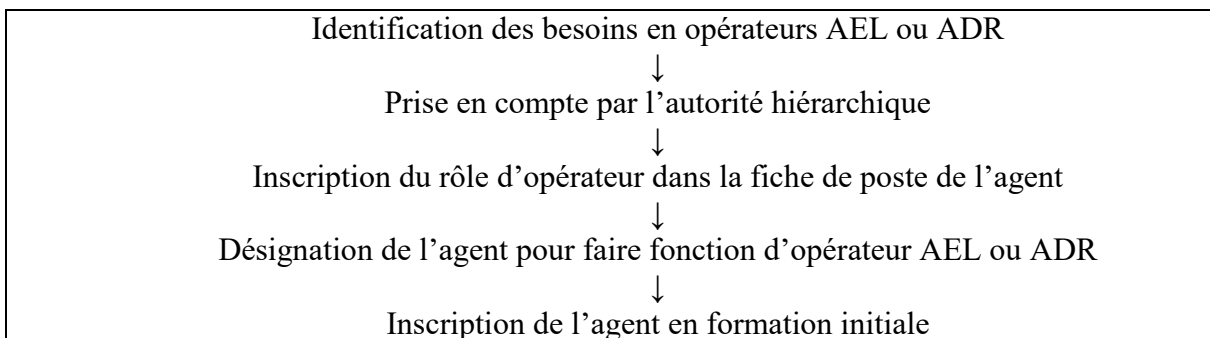 Identification des besoins en opérateurs AEL ou ADR
↓
Prise en compte par l’autorité hiérarchique
↓
Inscription du rôle d’opérateur dans la fiche de poste de l’agent
↓
Désignation de l’agent pour faire fonction d’opérateur AEL ou ADR
↓
Inscription de l’agent en formation initiale